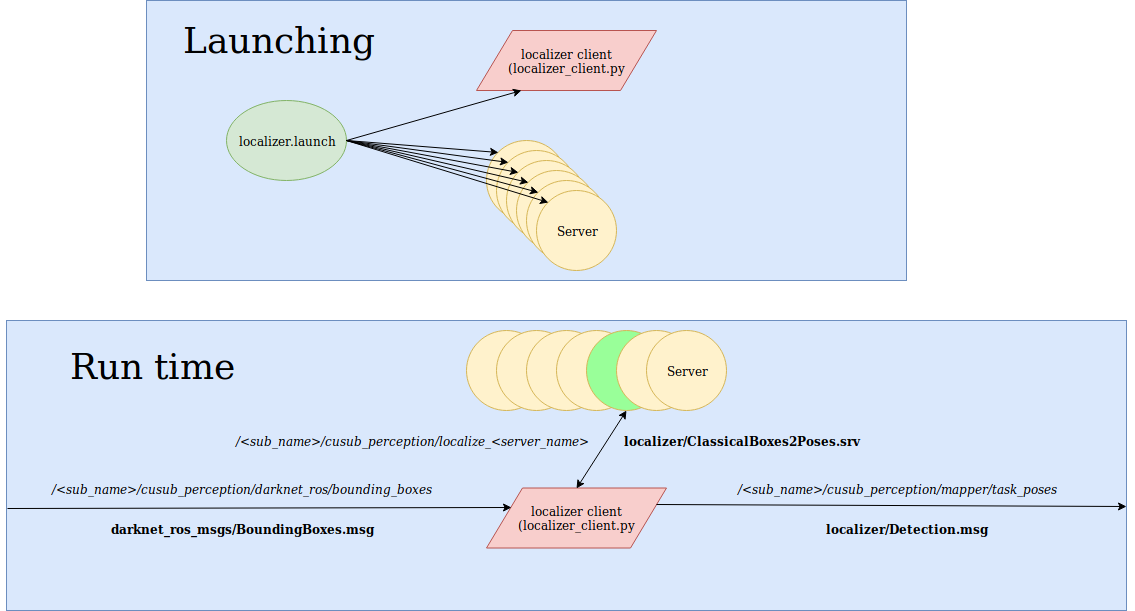 Launching
localizer client
(localizer_client.py
localizer.launch
Server
Run time
Server
/<sub_name>/cusub_perception/localize_<server_name>
localizer/ClassicalBoxes2Poses.srv
/<sub_name>/cusub_perception/darknet_ros/bounding_boxes
/<sub_name>/cusub_perception/mapper/task_poses
localizer client
(localizer_client.py
darknet_ros_msgs/BoundingBoxes.msg
localizer/Detection.msg